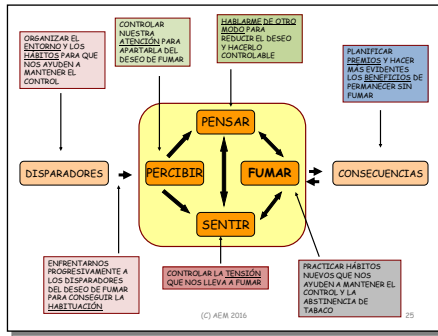 ORGANIZAR EL
ENTORNO Y LOS
HÁBITOS PARA QUE
NOS AYUDEN A
MANTENER EL
CONTROL
CONTROLAR
NUESTRA
ATENCIÓN PARA
APARTARLA DEL
DESEO DE FUMAR
HABLARME DE OTRO
MODO PARA
REDUCIR EL DESEO
Y HACERLO
CONTROLABLE
PLANIFICAR
PREMIOS Y HACER
MÁS EVIDENTES
LOS BENEFICIOS DE
PERMANECER SIN
FUMAR
PENSAR
DISPARADORES
PERCIBIR
FUMAR
CONSECUENCIAS
SENTIR
ENFRENTARNOS
PROGRESIVAMENTE A
LOS DISPARADORES
DEL DESEO DE FUMAR
PARA CONSEGUIR LA
HABITUACIÓN
CONTROLAR LA TENSIÓN
QUE NOS LLEVA A FUMAR
PRACTICAR HÁBITOS
NUEVOS QUE NOS
AYUDEN A MANTENER EL
CONTROL Y LA
ABSTINENCIA DE
TABACO
(C) AEM 2016
25